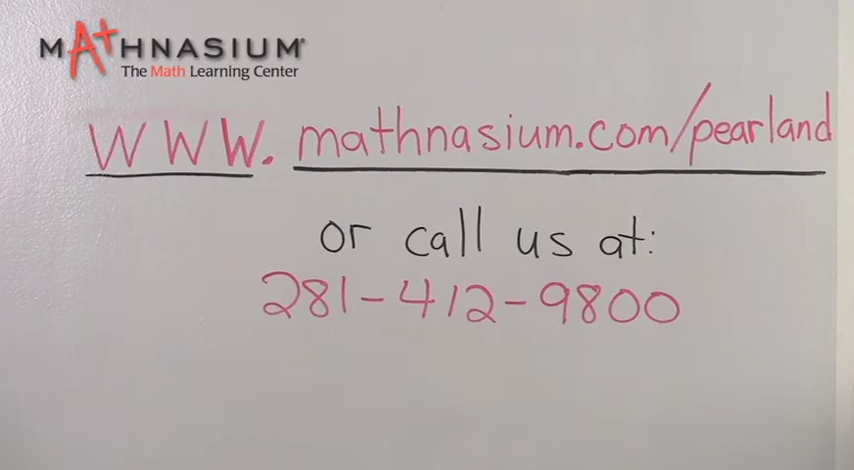 MATHNASIUM®
The Math Learning Center
www. mathnasium.com/pearland
or call us at:
281-412-9800